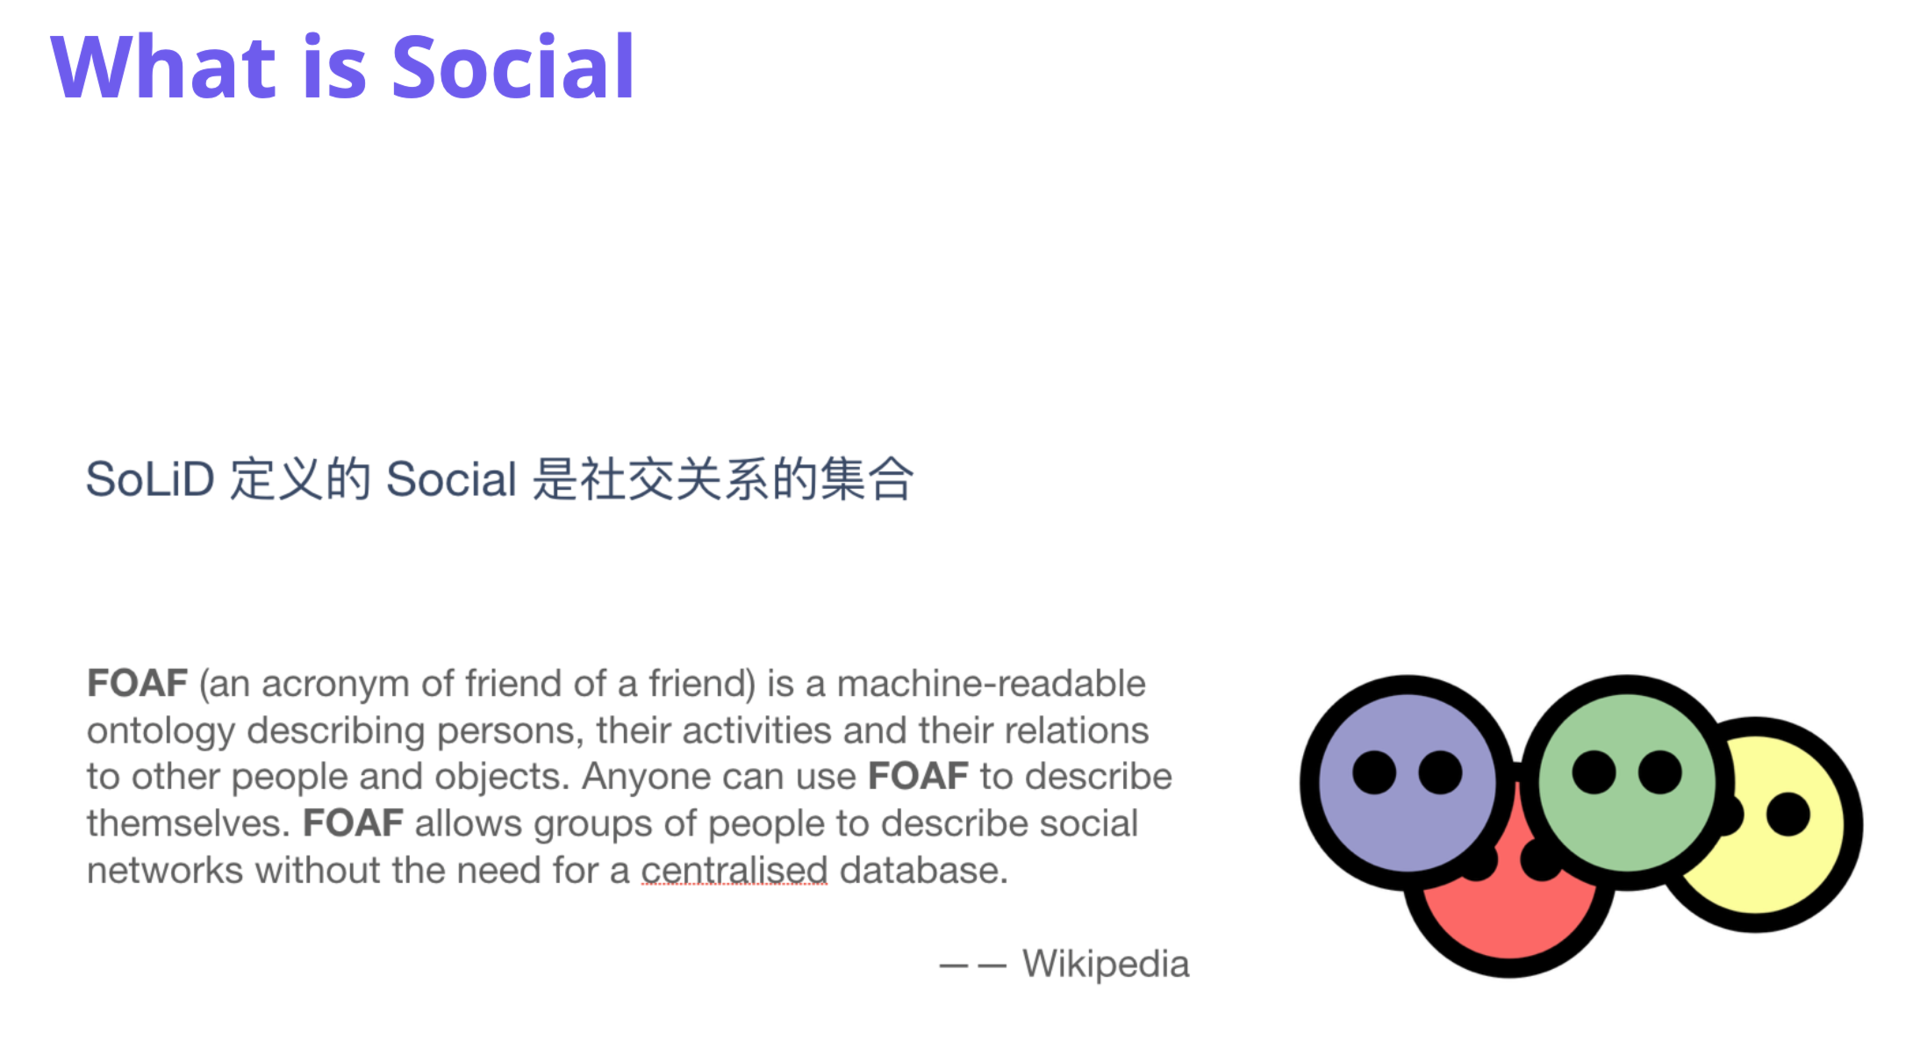 What is Social
SoLiD 定义的 Social 是社交关系的集合
FOAF (an acronym of friend of a friend) is a machine-readable
ontology describing persons, their activities and their relations
to other people and objects. Anyone can use FOAF to describe
themselves. FOAF allows groups of people to describe social
networks without the need for a centralised database.
—— Wikipedia